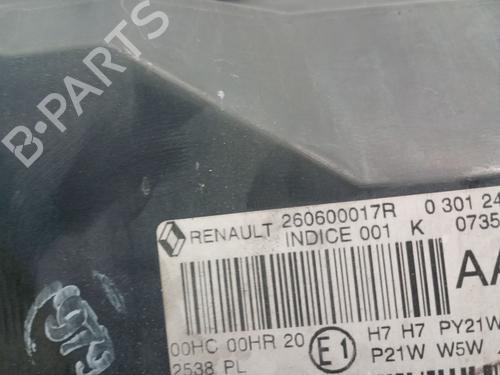 B-PARTS
RENAULT 260600017R 0 301 24
INDICE 001 K 0735
AA
00HC 00HR 20 E1 H7 H7 PY21W
2538 PL P21W W5W